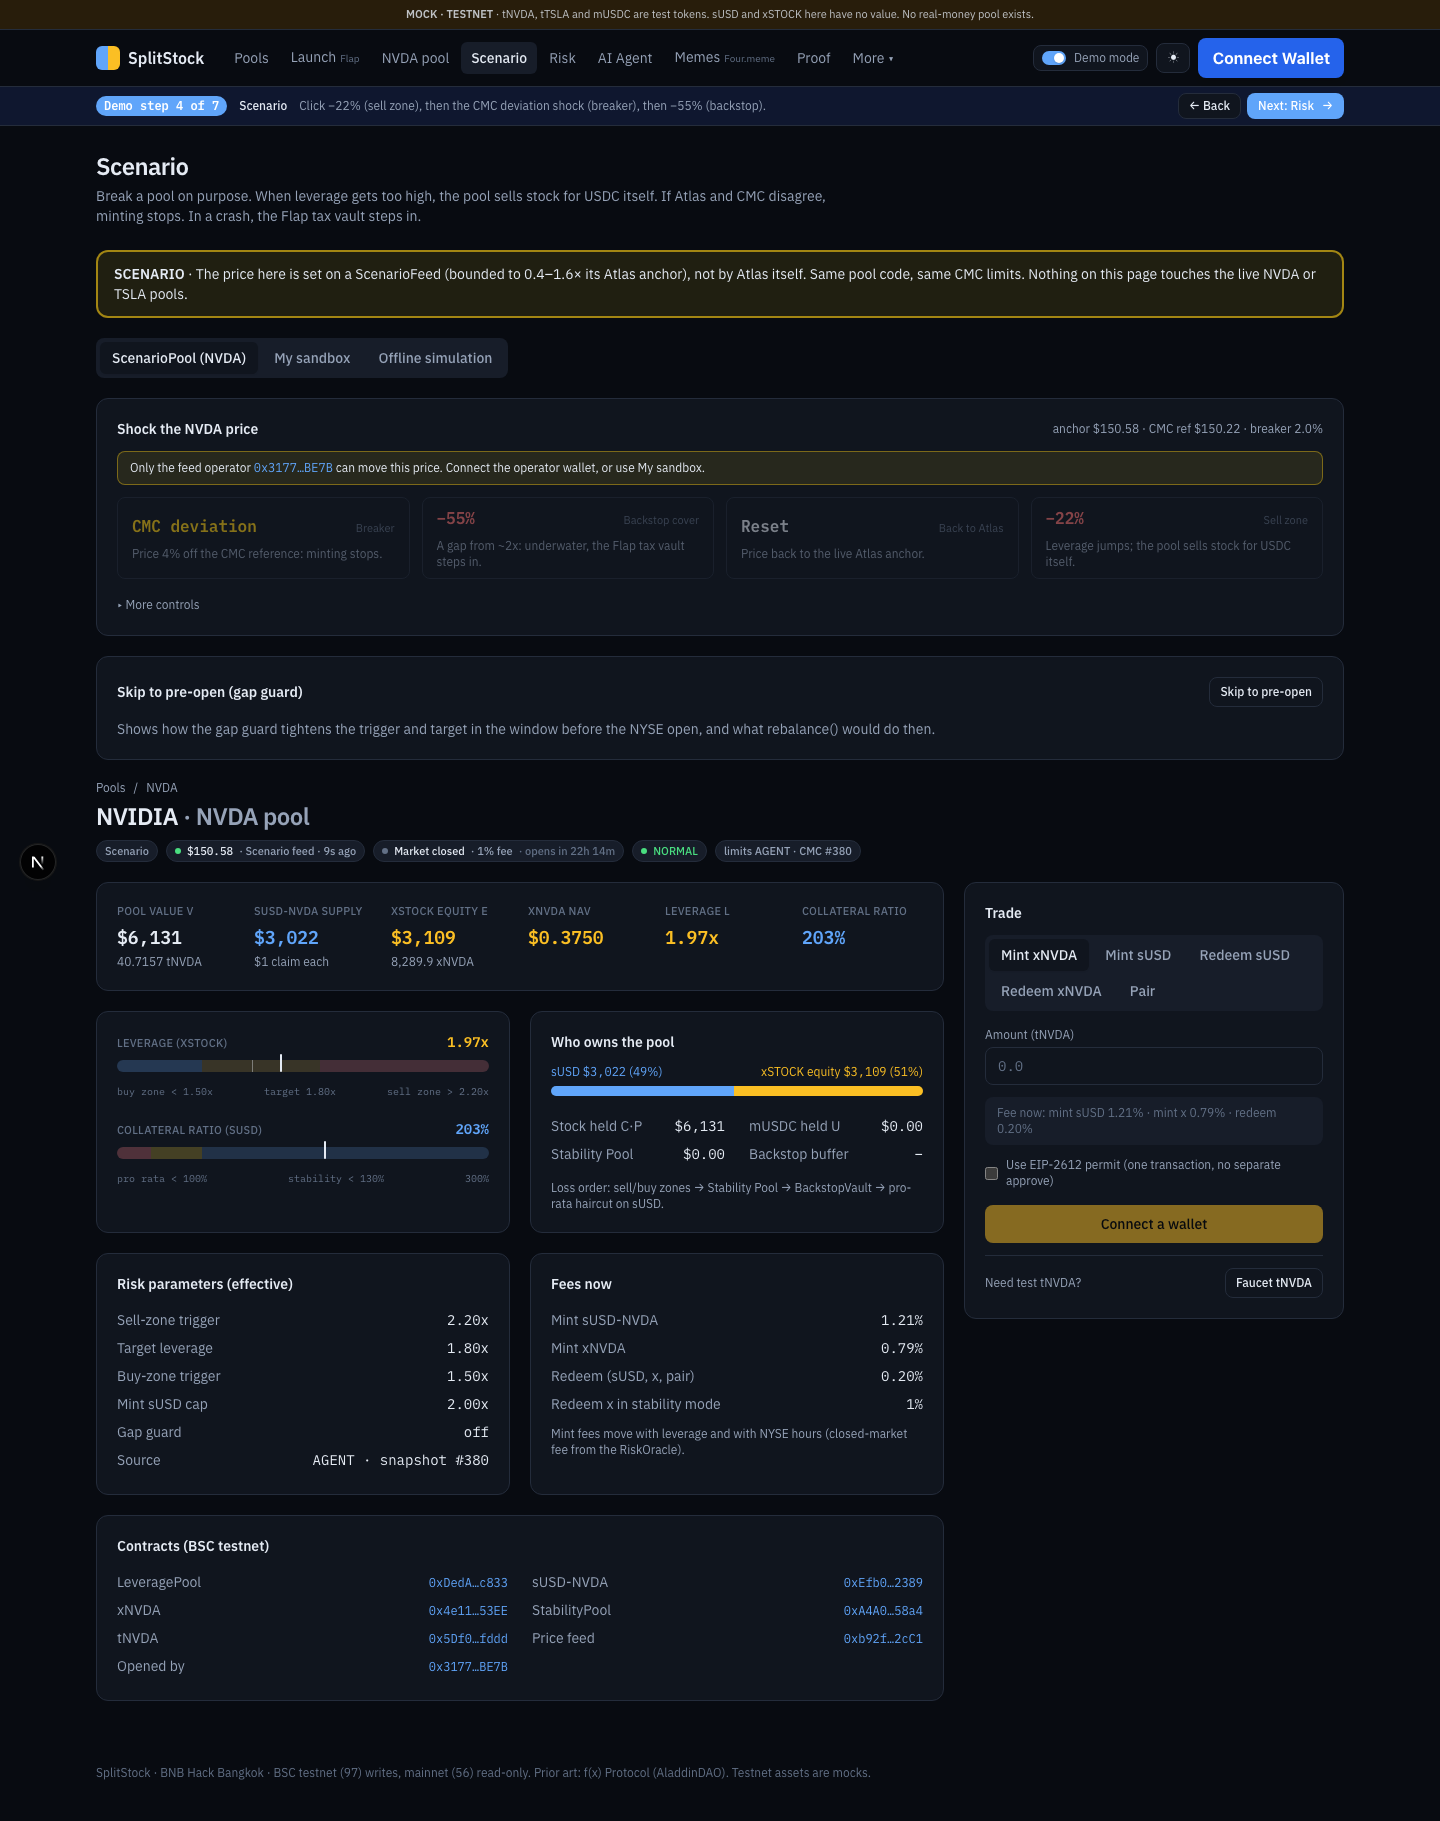 MOCK · TESTNET · tNVDA, tTSLA and mUSDC are test tokens. sUSD and xSTOCK here have no value. No real-money pool exists.
SplitStock
Pools
Launch Flap
NVDA pool
Scenario
Risk
AI Agent
Memes Four.meme
Proof
More ▾
Demo mode
Connect Wallet
Demo step 4 of 7
Scenario
Click −22% (sell zone), then the CMC deviation shock (breaker), then −55% (backstop).
← Back
Next: Risk →
Scenario
Break a pool on purpose. When leverage gets too high, the pool sells stock for USDC itself. If Atlas and CMC disagree,
minting stops. In a crash, the Flap tax vault steps in.
SCENARIO · The price here is set on a ScenarioFeed (bounded to 0.4–1.6× its Atlas anchor), not by Atlas itself. Same pool code, same CMC limits. Nothing on this page touches the live NVDA or
TSLA pools.
ScenarioPool (NVDA)
My sandbox
Offline simulation
Shock the NVDA price
anchor $150.58 · CMC ref $150.22 · breaker 2.0%
Only the feed operator 0x3177…BE7B can move this price. Connect the operator wallet, or use My sandbox.
CMC deviation
Breaker
Price 4% off the CMC reference: minting stops.
−55%
Backstop cover
A gap from ~2x: underwater, the Flap tax vault
steps in.
Reset
Back to Atlas
Price back to the live Atlas anchor.
−22%
Sell zone
Leverage jumps; the pool sells stock for USDC
itself.
▸ More controls
Skip to pre-open (gap guard)
Skip to pre-open
Shows how the gap guard tightens the trigger and target in the window before the NYSE open, and what rebalance() would do then.
Pools / NVDA
NVIDIA · NVDA pool
Scenario
$150.58 · Scenario feed · 9s ago
Market closed · 1% fee · opens in 22h 14m
NORMAL
limits AGENT · CMC #380
N
POOL VALUE V
$6,131
40.7157 tNVDA
SUSD-NVDA SUPPLY
$3,022
$1 claim each
XSTOCK EQUITY E
$3,109
8,289.9 xNVDA
XNVDA NAV
$0.3750
LEVERAGE L
1.97x
COLLATERAL RATIO
203%
LEVERAGE (XSTOCK)
1.97x
buy zone < 1.50x
target 1.80x
sell zone > 2.20x
COLLATERAL RATIO (SUSD)
203%
pro rata < 100%
stability < 130%
300%
Who owns the pool
sUSD $3,022 (49%)
xSTOCK equity $3,109 (51%)
Stock held C·P $6,131
mUSDC held U $0.00
Stability Pool $0.00
Backstop buffer –
Loss order: sell/buy zones → Stability Pool → BackstopVault → pro-
rata haircut on sUSD.
Risk parameters (effective)
Sell-zone trigger 2.20x
Target leverage 1.80x
Buy-zone trigger 1.50x
Mint sUSD cap 2.00x
Gap guard off
Source AGENT · snapshot #380
Fees now
Mint sUSD-NVDA 1.21%
Mint xNVDA 0.79%
Redeem (sUSD, x, pair) 0.20%
Redeem x in stability mode 1%
Mint fees move with leverage and with NYSE hours (closed-market
fee from the RiskOracle).
Contracts (BSC testnet)
LeveragePool 0xDedA…c833
sUSD-NVDA 0xEfb0…2389
xNVDA 0x4e11…53EE
StabilityPool 0xA4A0…58a4
tNVDA 0x5Df0…fddd
Price feed 0xb92f…2cC1
Opened by 0x3177…BE7B
Trade
Mint xNVDA
Mint sUSD
Redeem sUSD
Redeem xNVDA
Pair
Amount (tNVDA)
0.0
Fee now: mint sUSD 1.21% · mint x 0.79% · redeem
0.20%
Use EIP-2612 permit (one transaction, no separate
approve)
Connect a wallet
Need test tNVDA?
Faucet tNVDA
SplitStock · BNB Hack Bangkok · BSC testnet (97) writes, mainnet (56) read-only. Prior art: f(x) Protocol (AladdinDAO). Testnet assets are mocks.